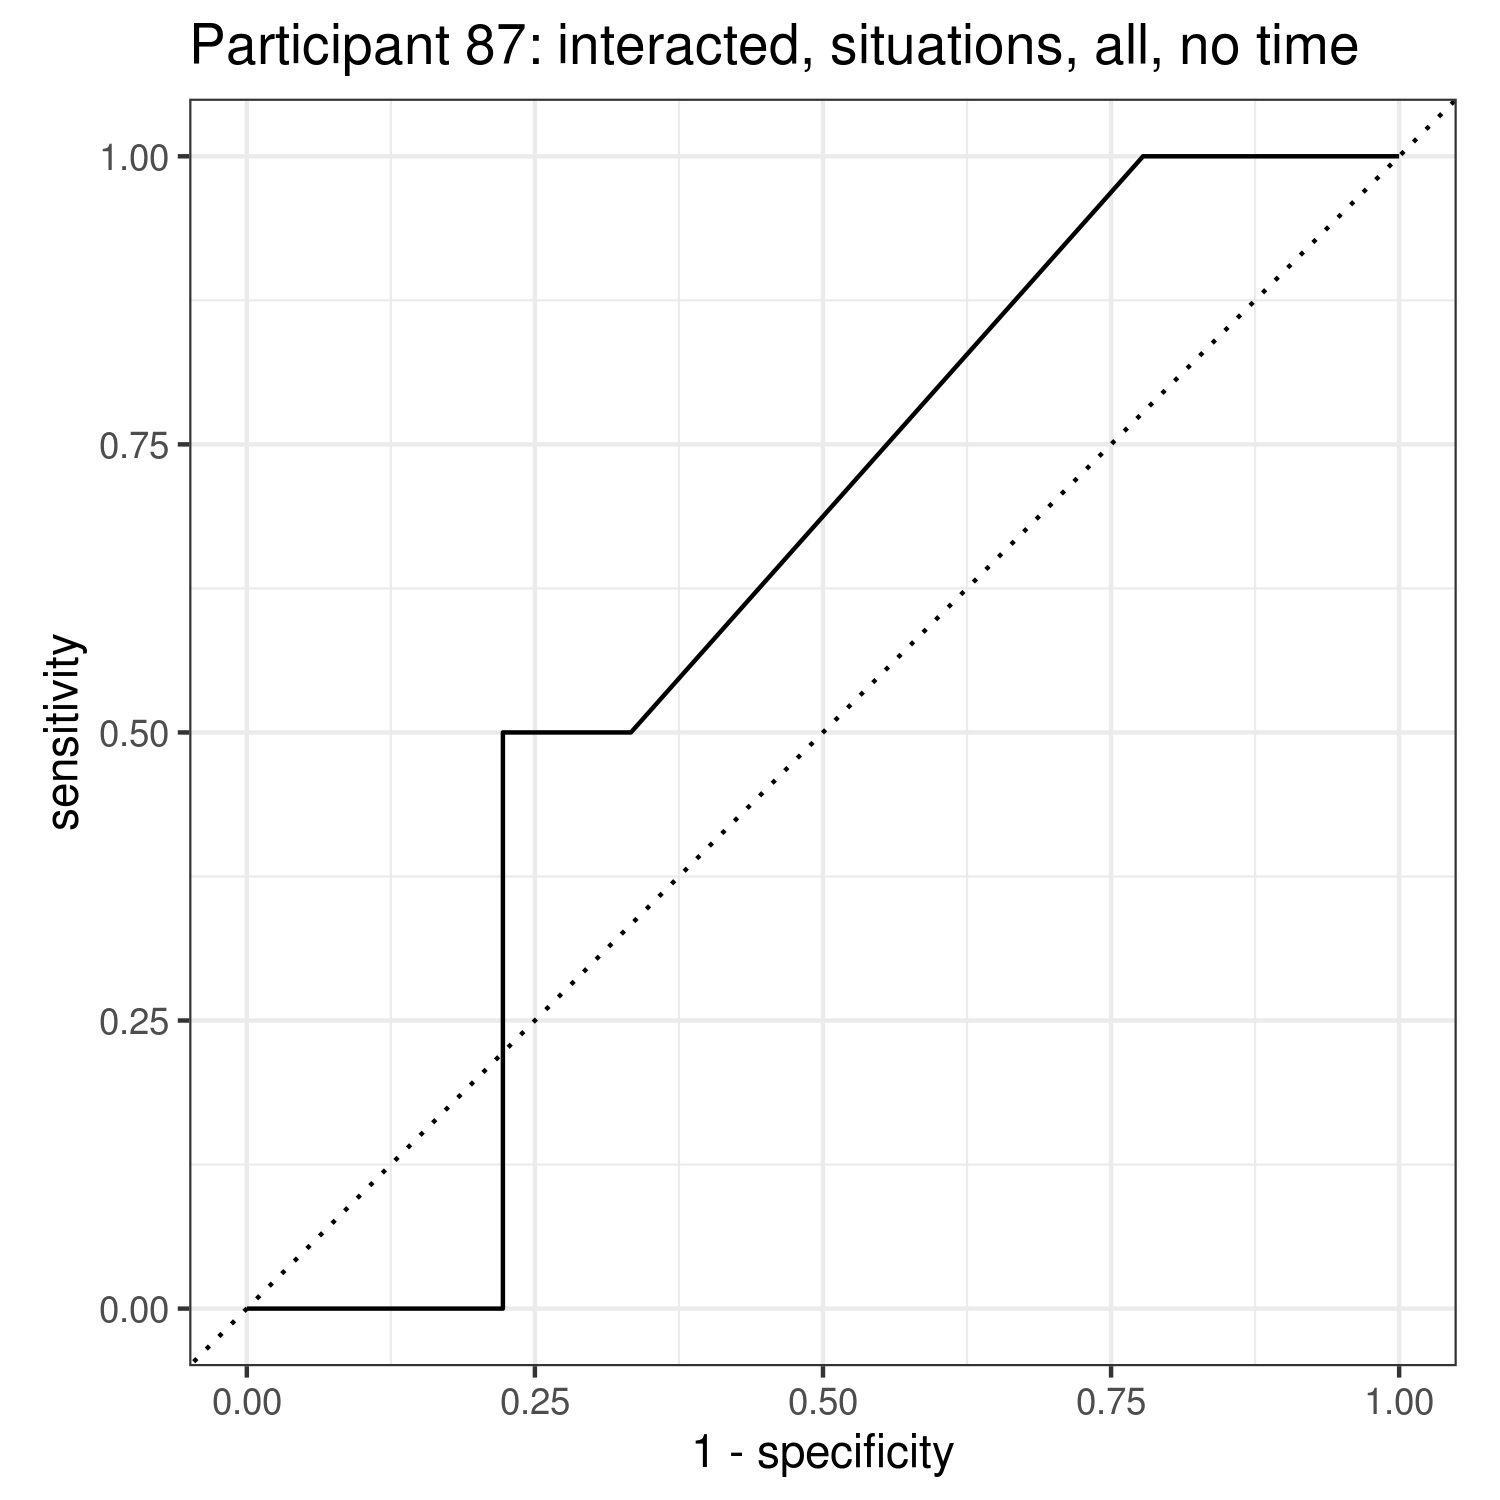 Participant 87: interacted, situations, all, no time
1.00
0.75
0.50
0.25
0.00
sensitivity
0.00 0.25 0.50 0.75 1.00
1 - specificity